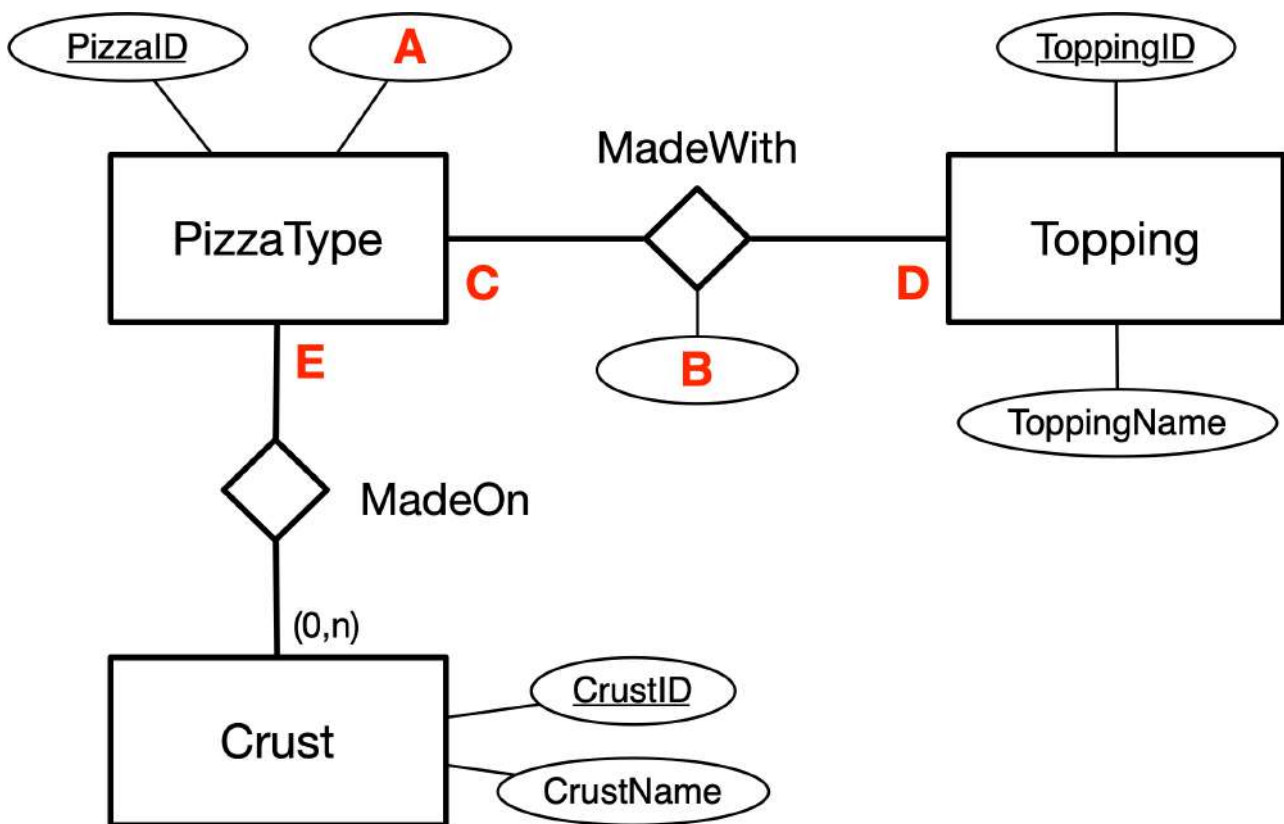 PizzaID
A
ToppingID
MadeWith
PizzaType
Topping
C
D
E
B
ToppingName
MadeOn
(0,n)
CrustID
Crust
CrustName